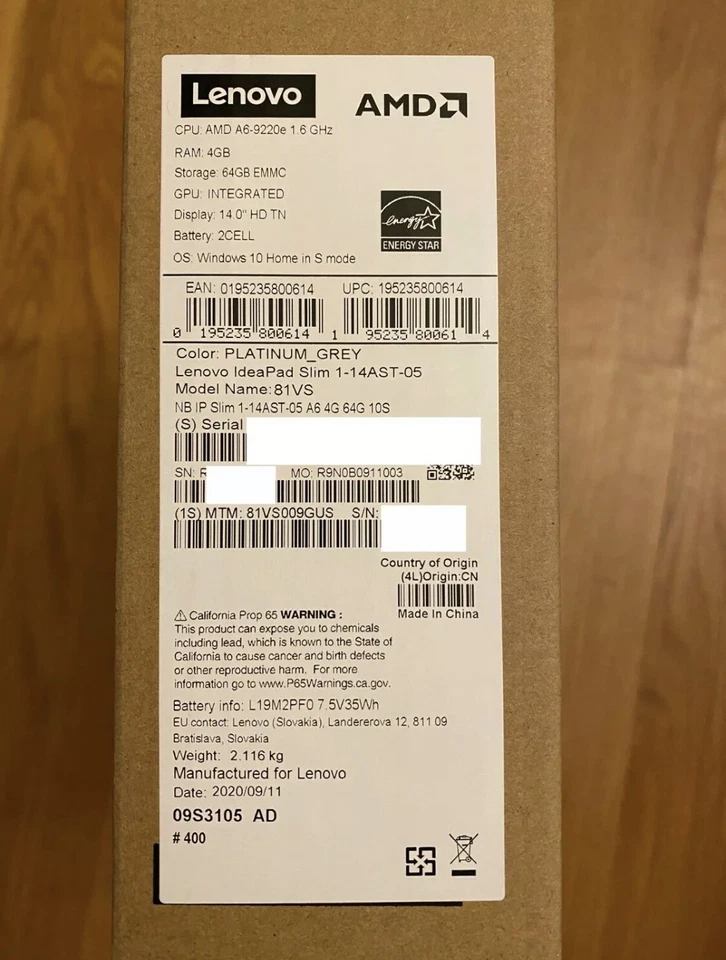 Lenovo
AMD
CPU: AMD A6-9220e 1.6 GHz
RAM: 4GB
Storage: 64GB EMMC
GPU: INTEGRATED
Display: 14.0" HD TN
Battery: 2CELL
OS: Windows 10 Home in S mode
energy
ENERGY STAR
EAN: 0195235800614 UPC: 195235800614
0 195235 800614 1 95235 80061 4
Color: PLATINUM_GREY
Lenovo IdeaPad Slim 1-14AST-05
Model Name:81VS
NB IP Slim 1-14AST-05 A6 4G 64G 10S
(S) Serial
SN: R MO: R9N0B0911003
(1S) MTM: 81VS009GUS S/N:
Country of Origin
(4L)Origin:CN
Made In China
⚠ California Prop 65 WARNING :
This product can expose you to chemicals
including lead, which is known to the State of
California to cause cancer and birth defects
or other reproductive harm. For more
information go to www.P65Warnings.ca.gov.
Battery info: L19M2PF0 7.5V35Wh
EU contact: Lenovo (Slovakia), Landererova 12, 811 09
Bratislava, Slovakia
Weight: 2.116 kg
Manufactured for Lenovo
Date: 2020/09/11
09S3105 AD
# 400